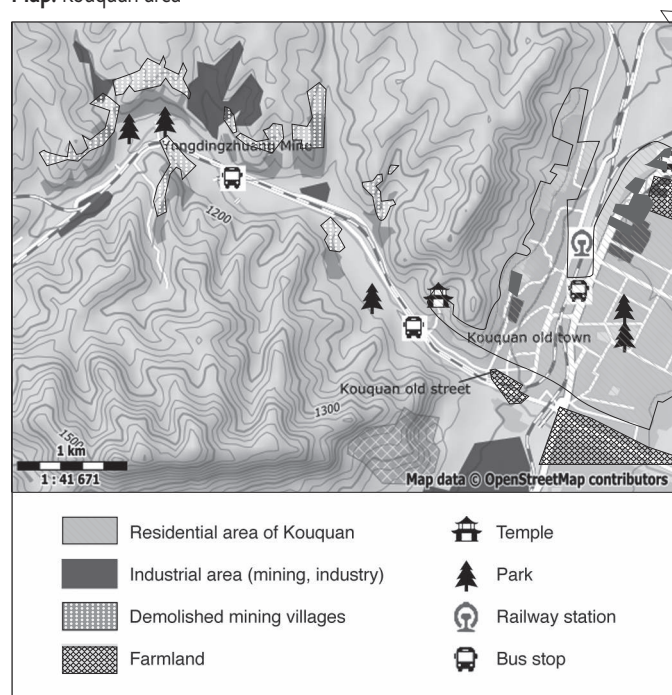 Map: Kouquan area
Yongdingzhuang Mine
1200
Kouquan old town
Kouquan old street
1300
1500
1 km
1 : 41 671
Map data © OpenStreetMap contributors
Residential area of Kouquan
Temple
Industrial area (mining, industry)
Park
Demolished mining villages
Railway station
Farmland
Bus stop